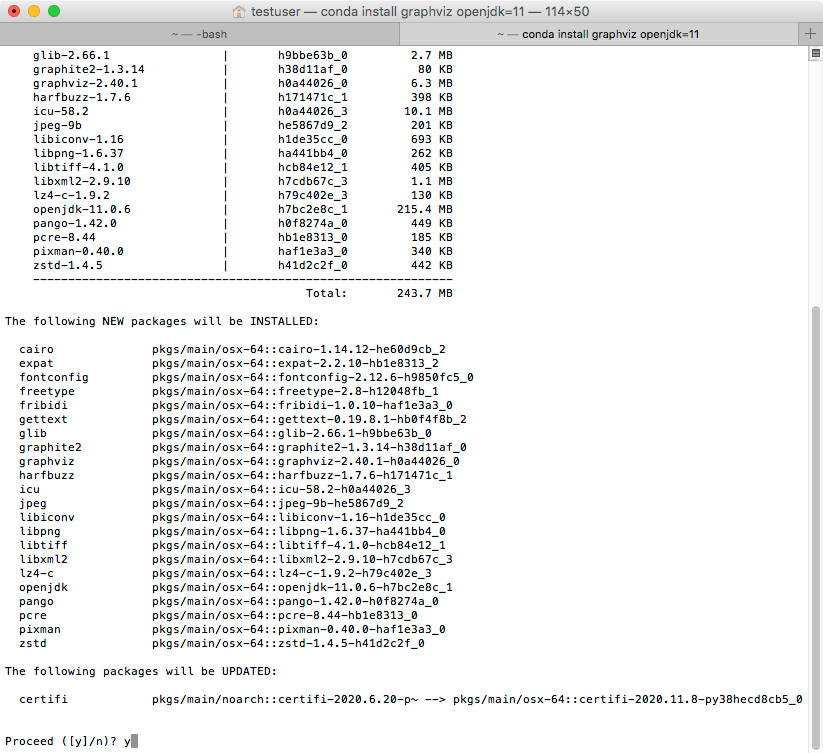 testuser — conda install graphviz openjdk=11 — 114×50
~ — -bash
~ — conda install graphviz openjdk=11
glib-2.66.1 | h9bbe63b_0 2.7 MB
graphite2-1.3.14 | h38d11af_0 80 KB
graphviz-2.40.1 | h0a44026_0 6.3 MB
harfbuzz-1.7.6 | h171471c_1 398 KB
icu-58.2 | h0a44026_3 10.1 MB
jpeg-9b | he5867d9_2 201 KB
libiconv-1.16 | h1de35cc_0 693 KB
libpng-1.6.37 | ha441bb4_0 262 KB
libtiff-4.1.0 | hcb84e12_1 405 KB
libxml2-2.9.10 | h7cdb67c_3 1.1 MB
lz4-c-1.9.2 | h79c402e_3 130 KB
openjdk-11.0.6 | h7bc2e8c_1 215.4 MB
pango-1.42.0 | h0f8274a_0 449 KB
pcre-8.44 | hb1e8313_0 185 KB
pixman-0.40.0 | haf1e3a3_0 340 KB
zstd-1.4.5 | h41d2c2f_0 442 KB
------------------------------------------------------------
Total: 243.7 MB
The following NEW packages will be INSTALLED:
cairo pkgs/main/osx-64::cairo-1.14.12-he60d9cb_2
expat pkgs/main/osx-64::expat-2.2.10-hb1e8313_2
fontconfig pkgs/main/osx-64::fontconfig-2.12.6-h9850fc5_0
freetype pkgs/main/osx-64::freetype-2.8-h12048fb_1
fribidi pkgs/main/osx-64::fribidi-1.0.10-haf1e3a3_0
gettext pkgs/main/osx-64::gettext-0.19.8.1-hb0f4f8b_2
glib pkgs/main/osx-64::glib-2.66.1-h9bbe63b_0
graphite2 pkgs/main/osx-64::graphite2-1.3.14-h38d11af_0
graphviz pkgs/main/osx-64::graphviz-2.40.1-h0a44026_0
harfbuzz pkgs/main/osx-64::harfbuzz-1.7.6-h171471c_1
icu pkgs/main/osx-64::icu-58.2-h0a44026_3
jpeg pkgs/main/osx-64::jpeg-9b-he5867d9_2
libiconv pkgs/main/osx-64::libiconv-1.16-h1de35cc_0
libpng pkgs/main/osx-64::libpng-1.6.37-ha441bb4_0
libtiff pkgs/main/osx-64::libtiff-4.1.0-hcb84e12_1
libxml2 pkgs/main/osx-64::libxml2-2.9.10-h7cdb67c_3
lz4-c pkgs/main/osx-64::lz4-c-1.9.2-h79c402e_3
openjdk pkgs/main/osx-64::openjdk-11.0.6-h7bc2e8c_1
pango pkgs/main/osx-64::pango-1.42.0-h0f8274a_0
pcre pkgs/main/osx-64::pcre-8.44-hb1e8313_0
pixman pkgs/main/osx-64::pixman-0.40.0-haf1e3a3_0
zstd pkgs/main/osx-64::zstd-1.4.5-h41d2c2f_0
The following packages will be UPDATED:
certifi pkgs/main/noarch::certifi-2020.6.20-p~ --> pkgs/main/osx-64::certifi-2020.11.8-py38hecd8cb5_0
Proceed ([y]/n)? y